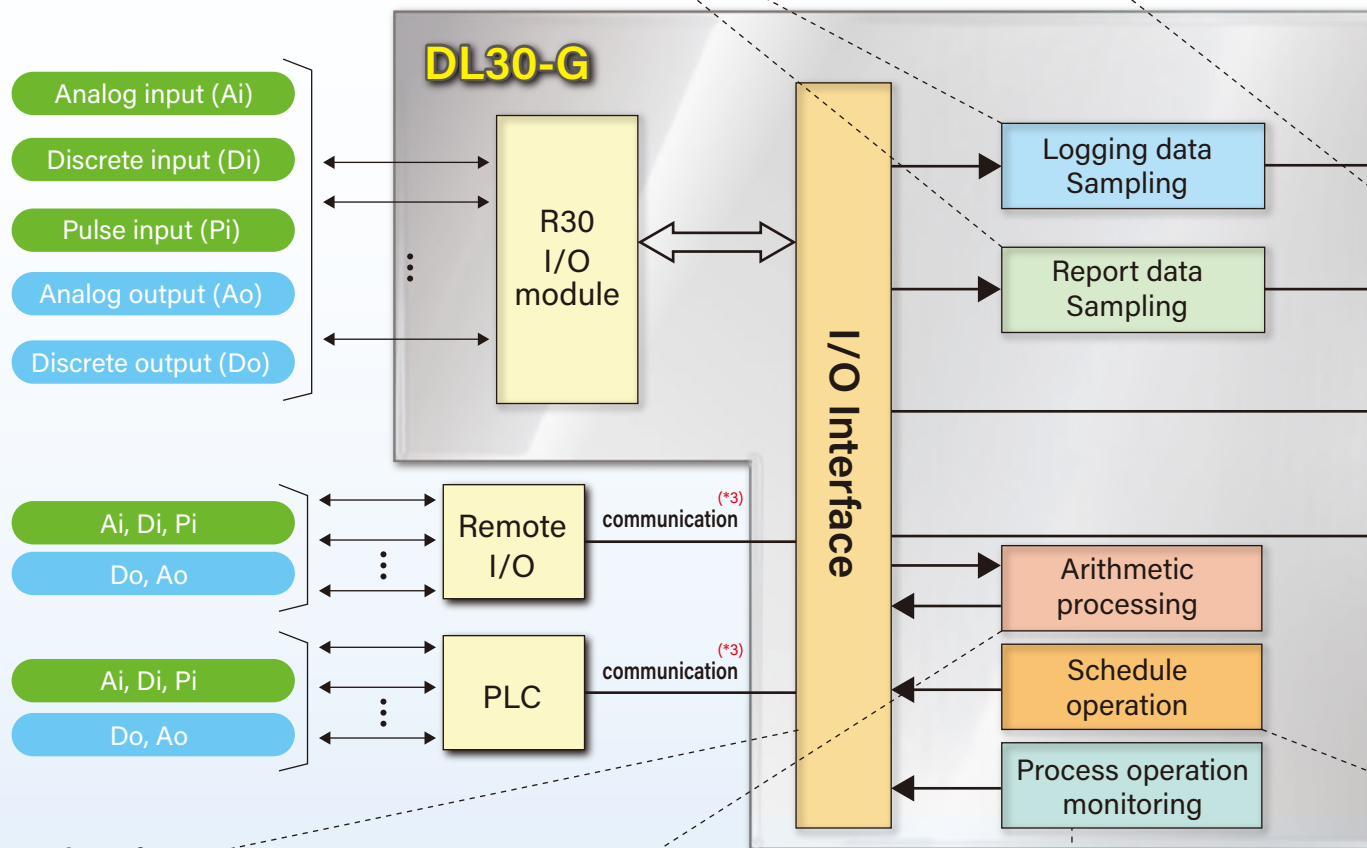 DL30-G
Analog input (Ai)
Discrete input (Di)
Pulse input (Pi)
Analog output (Ao)
Discrete output (Do)
R30
I/O
module
I/O Interface
Logging data
Sampling
Report data
Sampling
Ai, Di, Pi
Do, Ao
Remote
I/O
(*3)
communication
Arithmetic
processing
Ai, Di, Pi
Do, Ao
PLC
(*3)
communication
Schedule
operation
Process operation
monitoring